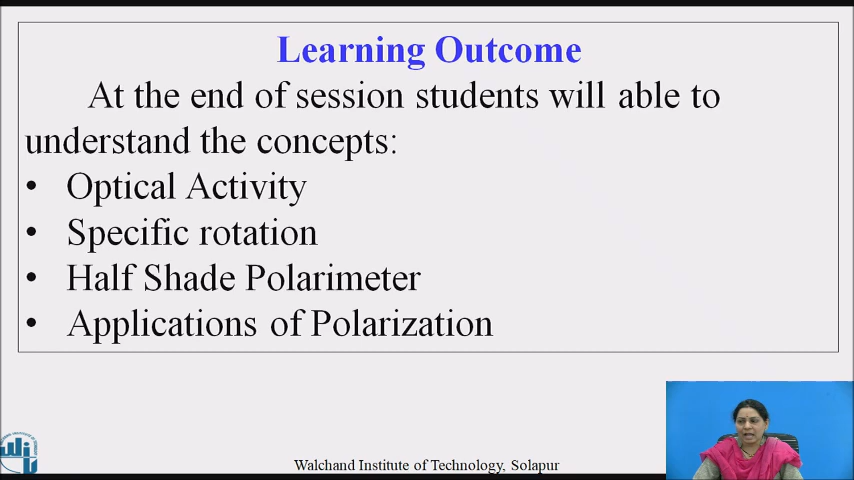 Learning Outcome
At the end of session students will able to
understand the concepts:
• Optical Activity
• Specific rotation
• Half Shade Polarimeter
• Applications of Polarization
Walchand Institute of Technology, Solapur